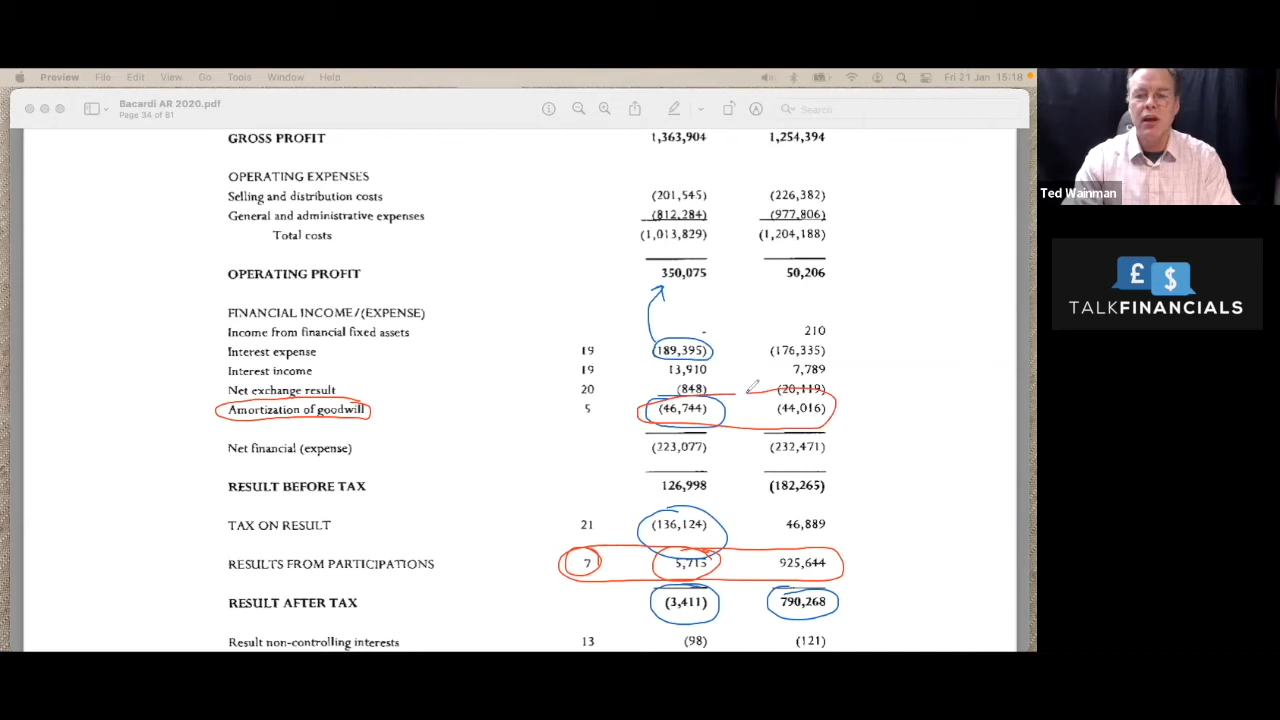 Preview File Edit View Go Tools Window Help Fri 21 Jan 15:18
Bacardi AR 2020.pdf
Page 34 of 81
Search
GROSS PROFIT 1,363,904 1,254,394
OPERATING EXPENSES
Selling and distribution costs (201,545) (226,382)
General and administrative expenses (812,284) (977,806)
Total costs (1,013,829) (1,204,188)
OPERATING PROFIT 350,075 50,206
FINANCIAL INCOME/(EXPENSE)
Income from financial fixed assets - 210
Interest expense 19 (189,395) (176,335)
Interest income 19 13,910 7,789
Net exchange result 20 (848) (20,119)
Amortization of goodwill 5 (46,744) (44,016)
Net financial (expense) (223,077) (232,471)
RESULT BEFORE TAX 126,998 (182,265)
TAX ON RESULT 21 (136,124) 46,889
RESULTS FROM PARTICIPATIONS 7 5,715 925,644
RESULT AFTER TAX (3,411) 790,268
Result non-controlling interests 13 (98) (121)
Ted Wainman
£ $
TALKFINANCIALS